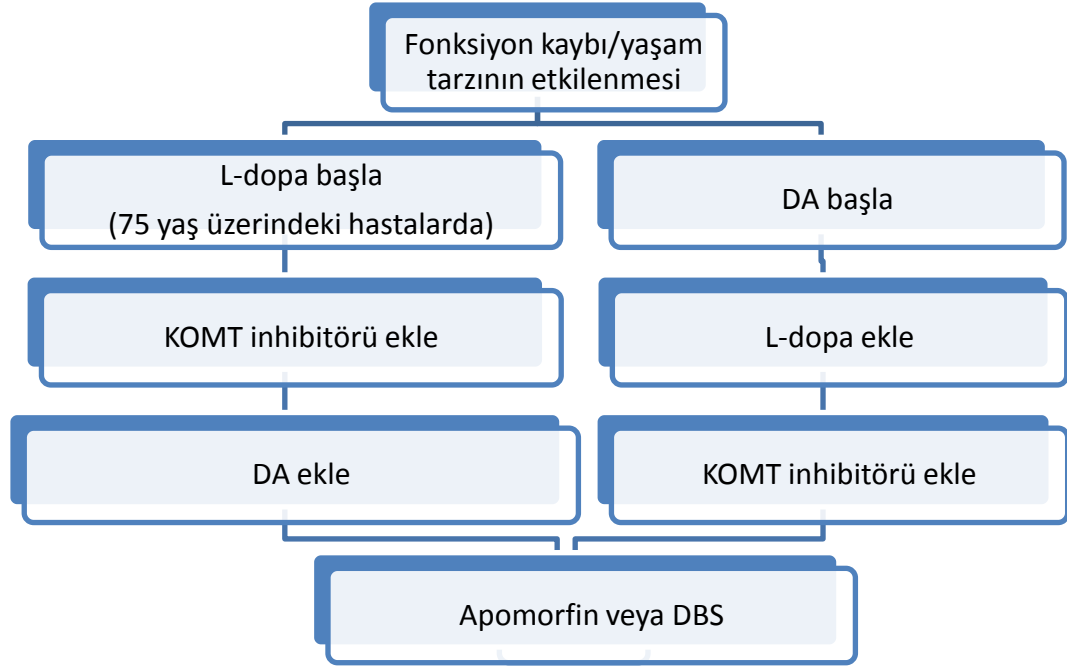 Fonksiyon kaybı/yaşam
tarzının etkilenmesi
L-dopa başla
(75 yaş üzerindeki hastalarda)
DA başla
KOMT inhibitörü ekle
L-dopa ekle
DA ekle
KOMT inhibitörü ekle
Apomorfin veya DBS